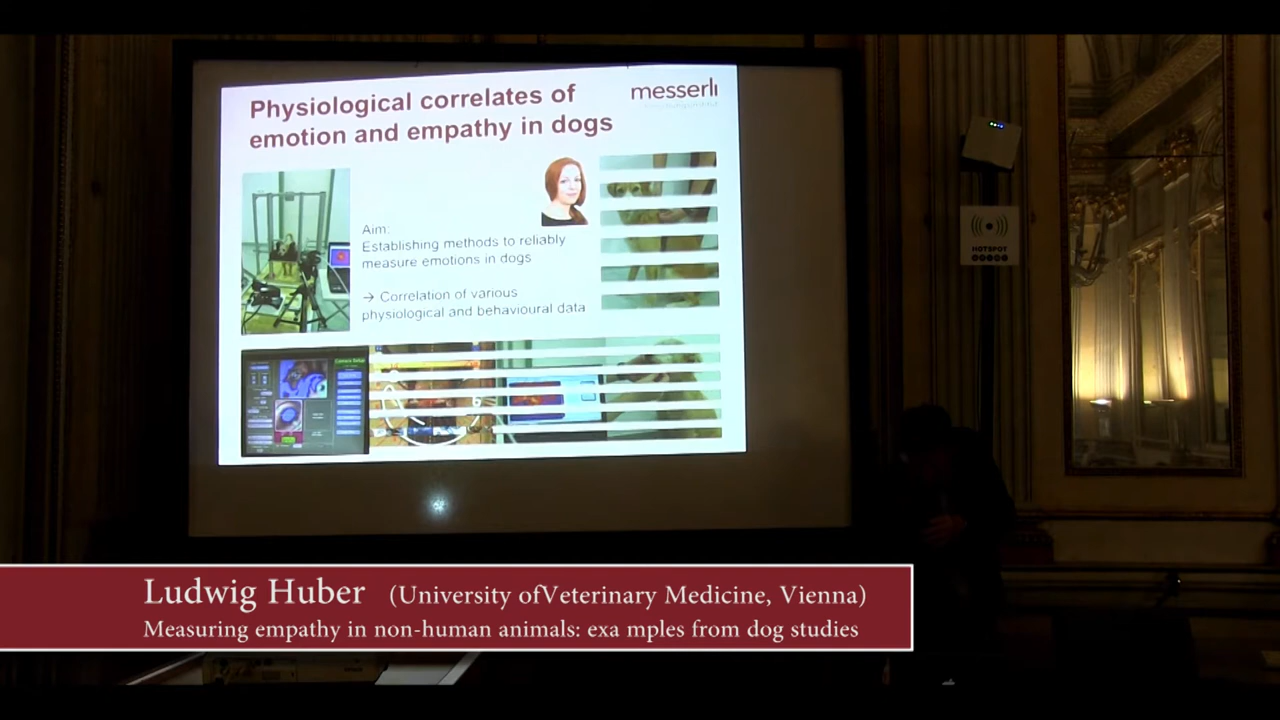 Physiological correlates of
emotion and empathy in dogs
messerli
Aim:
Establishing methods to reliably
measure emotions in dogs
→ Correlation of various
physiological and behavioural data
HOTSPOT
Ludwig Huber (University ofVeterinary Medicine, Vienna)
Measuring empathy in non-human animals: exa mples from dog studies